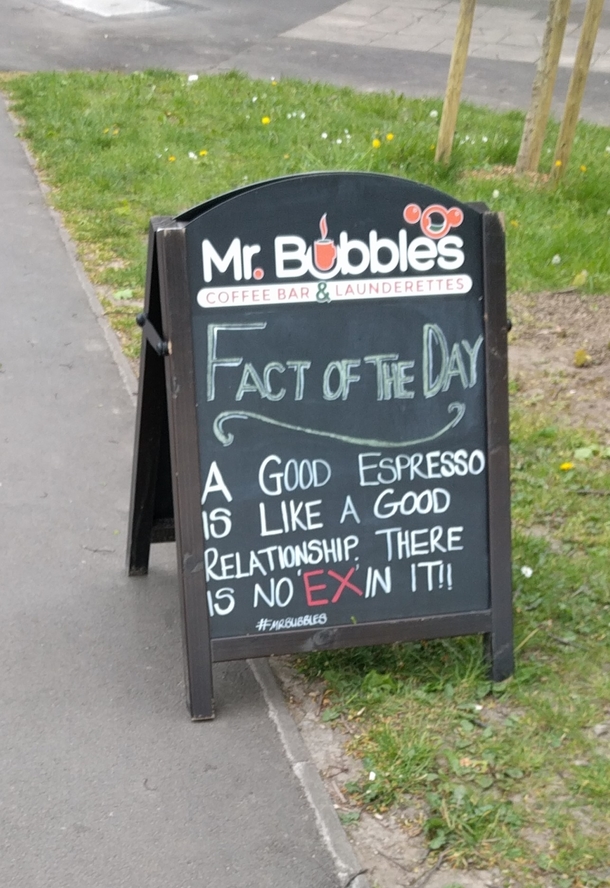 Mr. Bubbles
COFFEE BAR & LAUNDERETTES
FACT OF THE DAY
A GOOD ESPRESSO
IS LIKE A GOOD
RELATIONSHIP. THERE
IS NO 'EX' IN IT!!
#MRBUBBLES